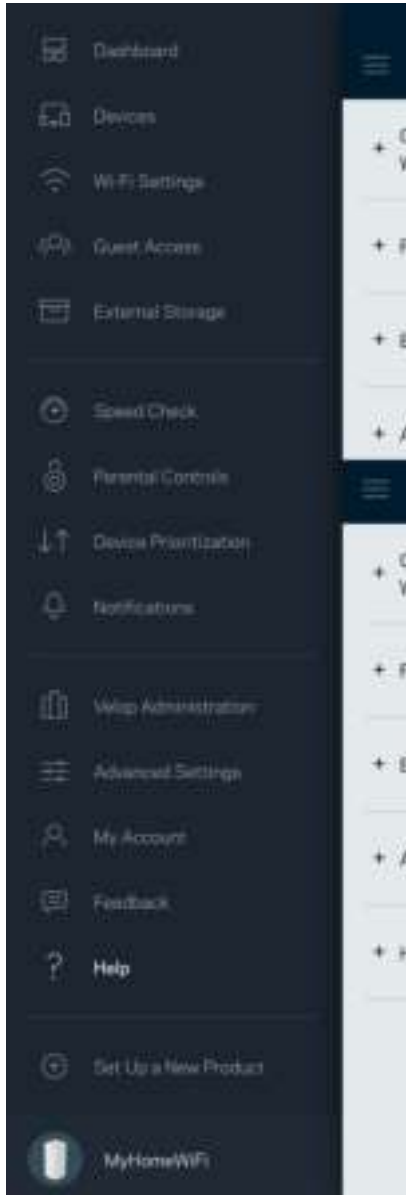 Dashboard
Devices
Wi-Fi Settings
Guest Access
External Storage
Speed Check
Parental Controls
Device Prioritization
Notifications
Velop Administration
Advanced Settings
My Account
Feedback
Help
Set Up a New Product
MyHomeWiFi